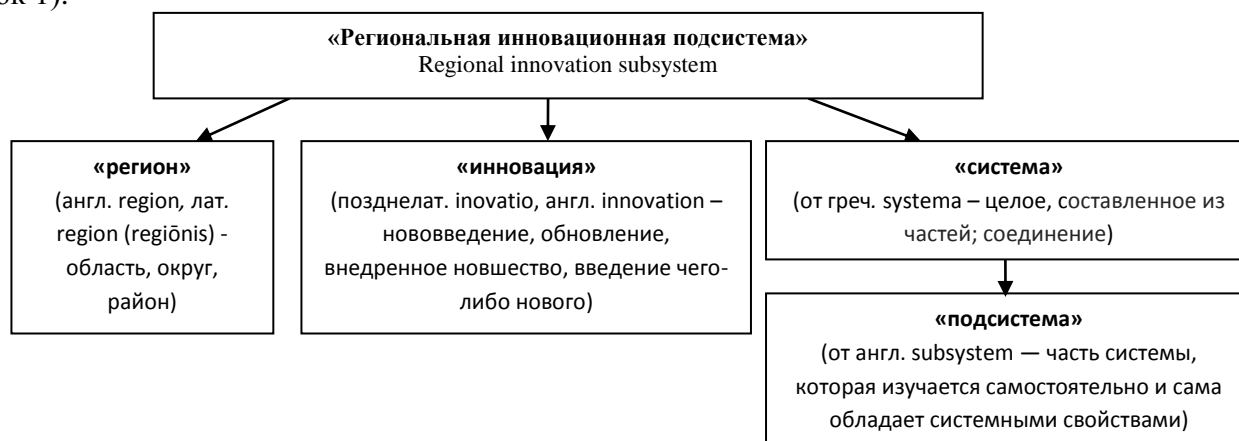 ок 1).
«Региональная инновационная подсистема»
Regional innovation subsystem
«регион»
(англ. region, лат.
region (regiōnis) -
область, округ,
район)
«инновация»
(позднелат. inovatio, англ. innovation –
нововведение, обновление,
внедренное новшество, введение чего-
либо нового)
«система»
(от греч. systema – целое, составленное из
частей; соединение)
«подсистема»
(от англ. subsystem — часть системы,
которая изучается самостоятельно и сама
обладает системными свойствами)